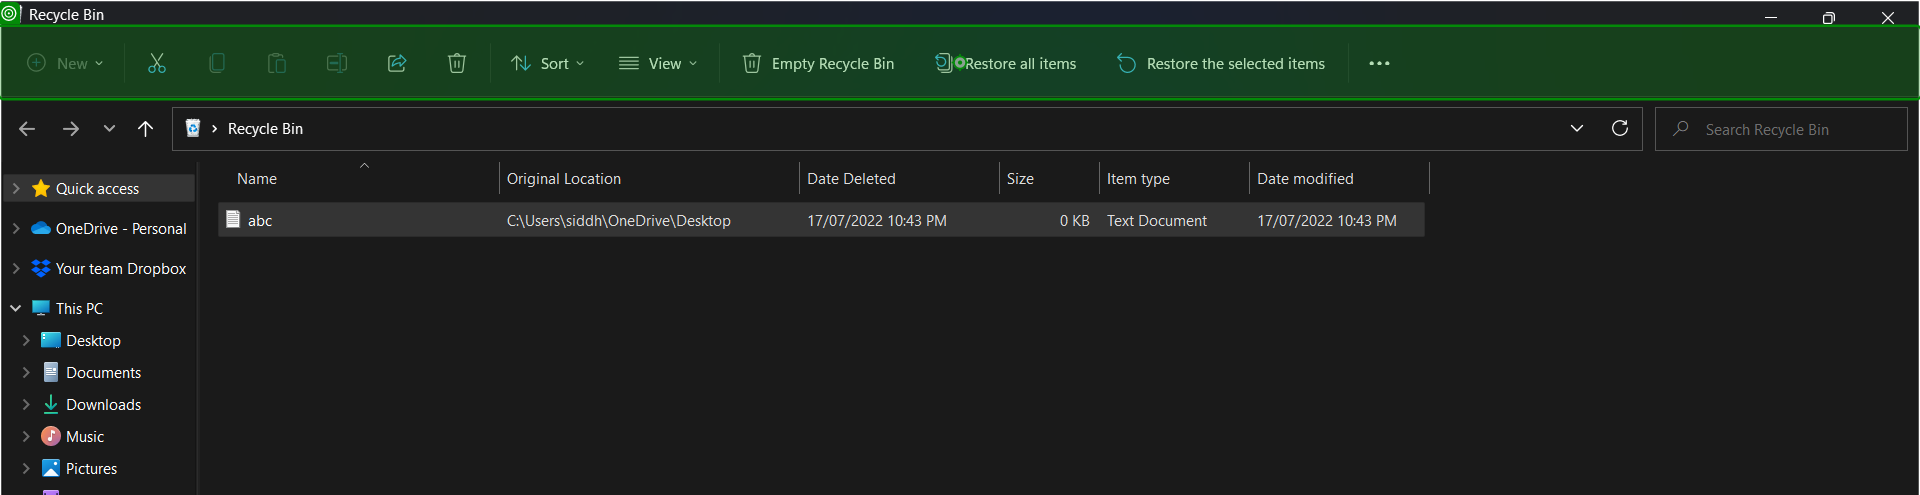 Recycle Bin
New Sort View Empty Recycle Bin Restore all items Restore the selected items
Recycle Bin Search Recycle Bin
Name Original Location Date Deleted Size Item type Date modified
abc C:\Users\siddh\OneDrive\Desktop 17/07/2022 10:43 PM 0 KB Text Document 17/07/2022 10:43 PM
Quick access
OneDrive - Personal
Your team Dropbox
This PC
Desktop
Documents
Downloads
Music
Pictures